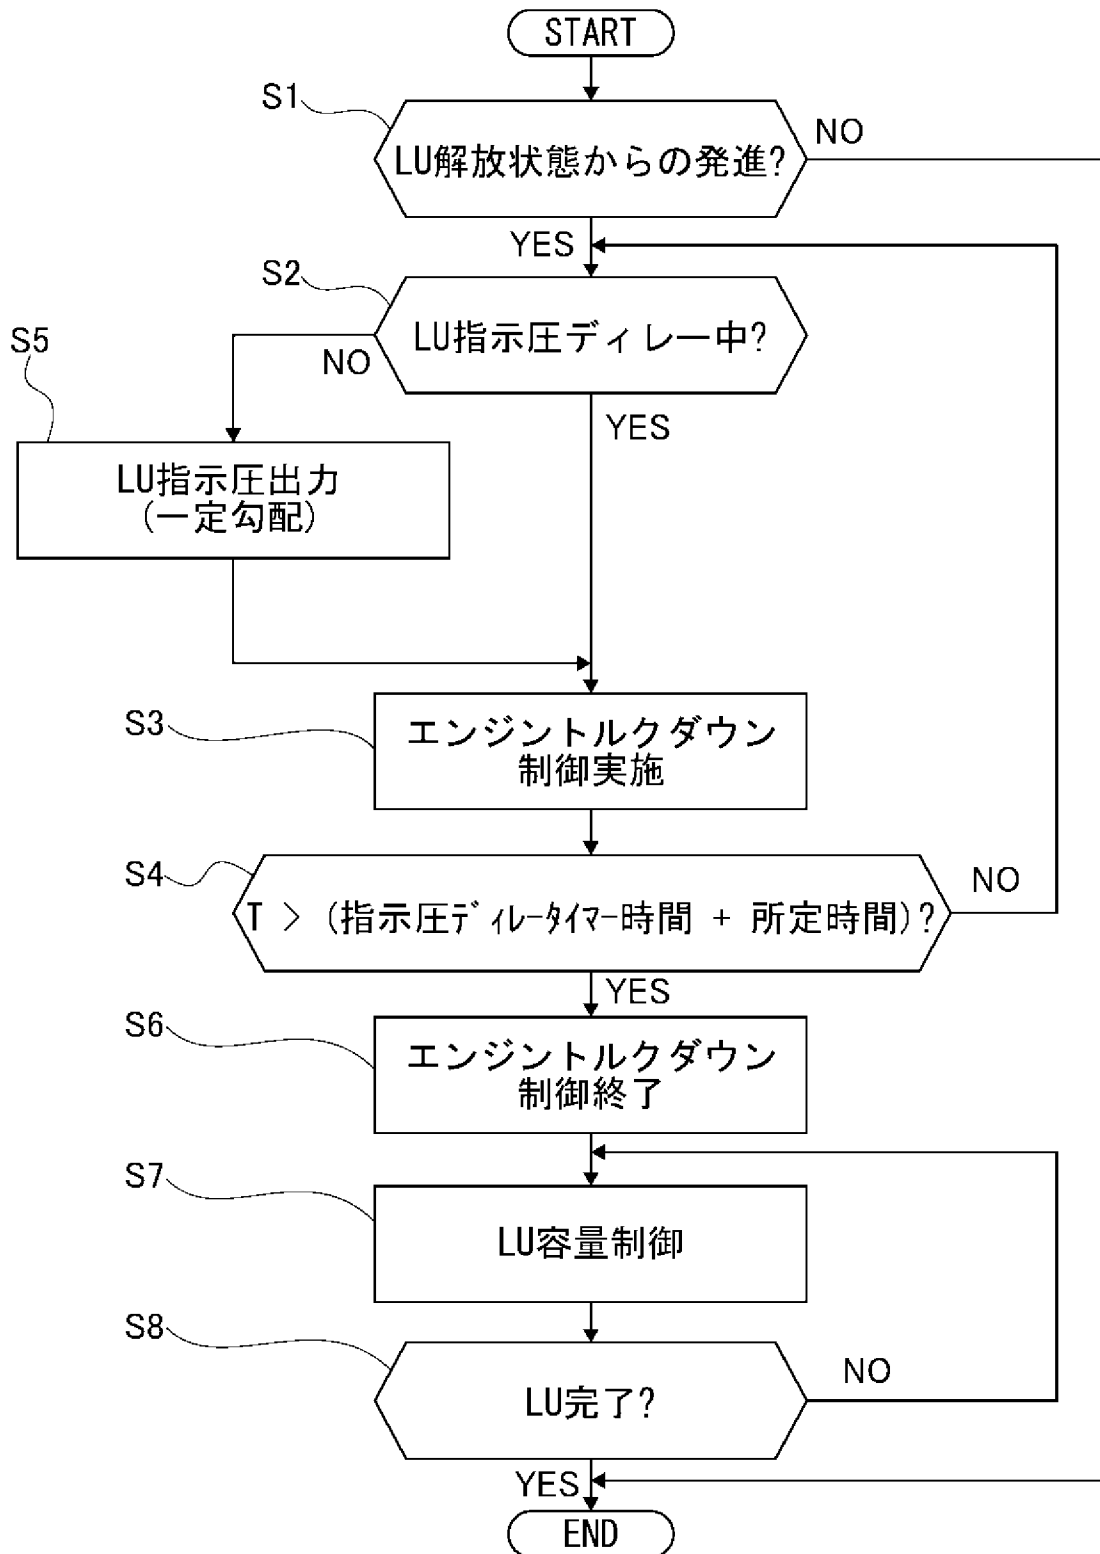 START
S1
LU解放状態からの発進?
NO
YES
S2
LU指示圧ディレー中?
NO
YES
S5
LU指示圧出力
(一定勾配)
S3
エンジントルクダウン
制御実施
S4
T > (指示圧ディレータイマー時間 + 所定時間)?
NO
YES
S6
エンジントルクダウン
制御終了
S7
LU容量制御
S8
LU完了?
NO
YES
END